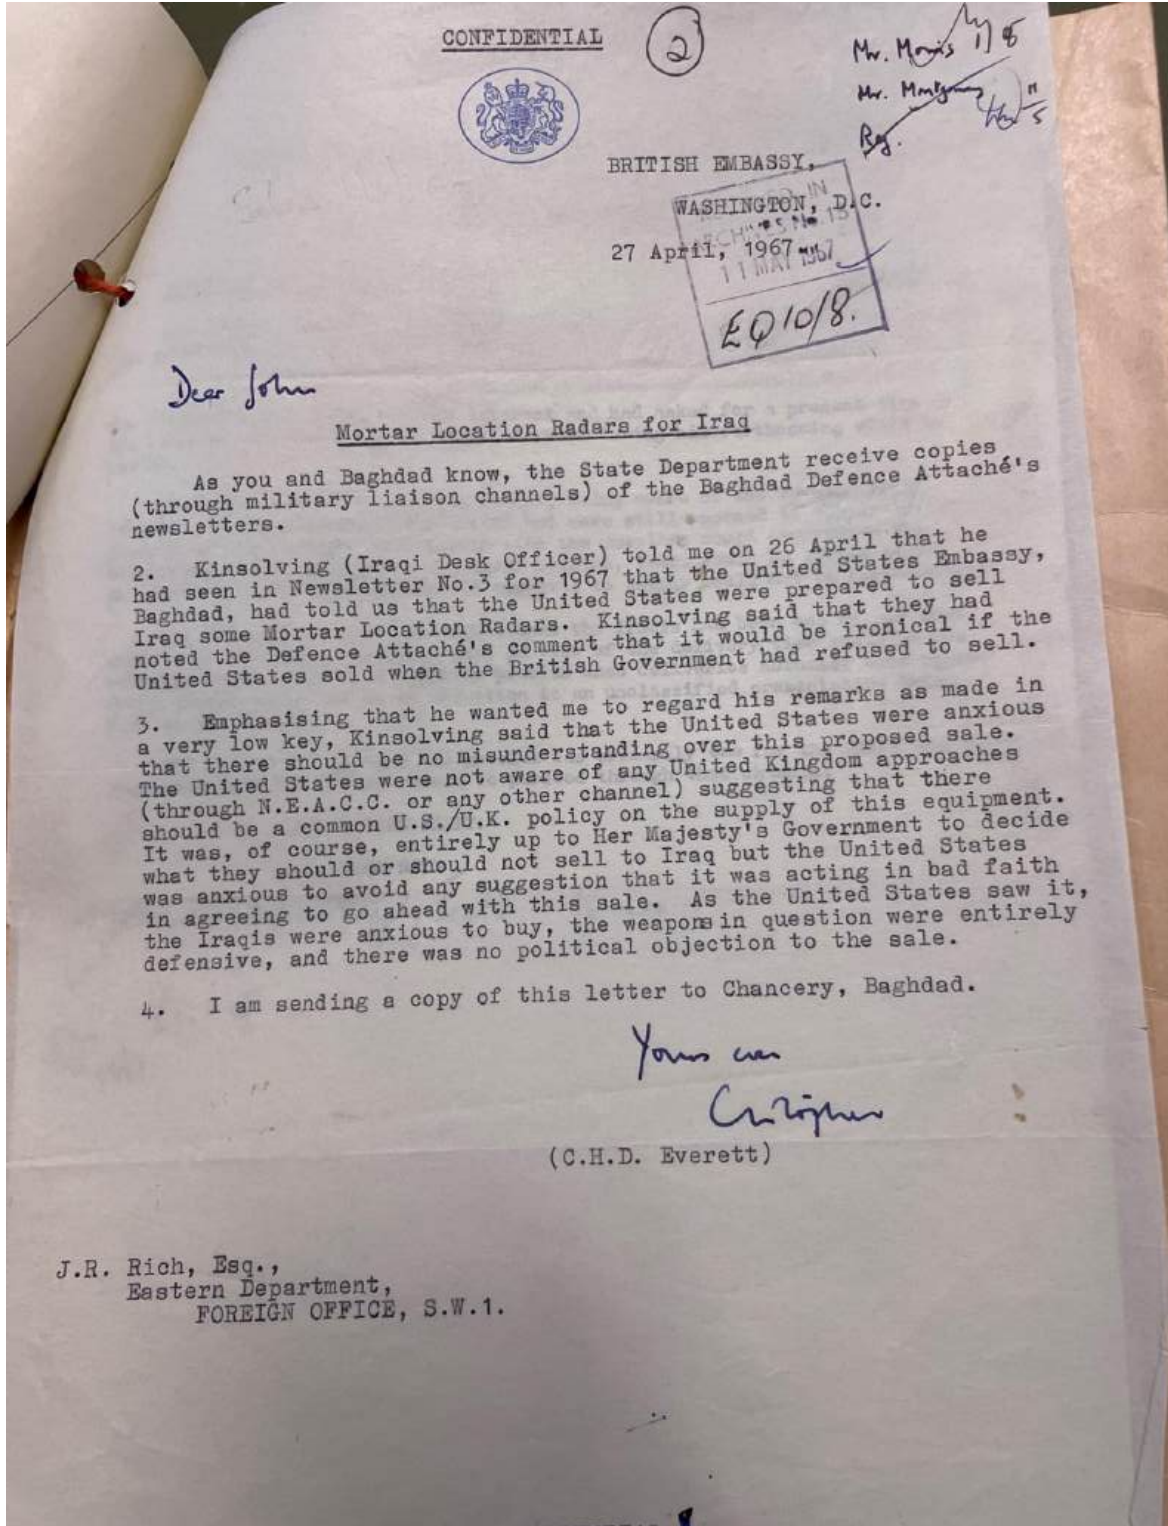 CONFIDENTIAL
2
Mr. Morris
Mr. Montgomery 11/5
Reg.
BRITISH EMBASSY,
WASHINGTON, D.C.
27 April, 1967
IN
ARCHIVES No.
11 MAY 1967
EQ10/8.
Dear John
Mortar Location Radars for Iraq
As you and Baghdad know, the State Department receive copies
(through military liaison channels) of the Baghdad Defence Attaché's
newsletters.
2. Kinsolving (Iraqi Desk Officer) told me on 26 April that he
had seen in Newsletter No.3 for 1967 that the United States Embassy,
Baghdad, had told us that the United States were prepared to sell
Iraq some Mortar Location Radars. Kinsolving said that they had
noted the Defence Attaché's comment that it would be ironical if the
United States sold when the British Government had refused to sell.
3. Emphasising that he wanted me to regard his remarks as made in
a very low key, Kinsolving said that the United States were anxious
that there should be no misunderstanding over this proposed sale.
The United States were not aware of any United Kingdom approaches
(through N.E.A.C.C. or any other channel) suggesting that there
should be a common U.S./U.K. policy on the supply of this equipment.
It was, of course, entirely up to Her Majesty's Government to decide
what they should or should not sell to Iraq but the United States
was anxious to avoid any suggestion that it was acting in bad faith
in agreeing to go ahead with this sale. As the United States saw it,
the Iraqis were anxious to buy, the weapons in question were entirely
defensive, and there was no political objection to the sale.
4. I am sending a copy of this letter to Chancery, Baghdad.
Yours ever
Christopher
(C.H.D. Everett)
J.R. Rich, Esq.,
Eastern Department,
FOREIGN OFFICE, S.W.1.